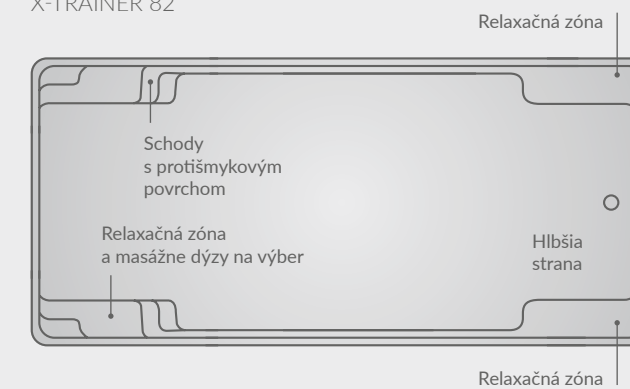 X-TRAINER 82
Relaxačná zóna
Schody
s protišmykovým
povrchom
Relaxačná zóna
a masážne dýzy na výber
Hlbšia
strana
Relaxačná zóna